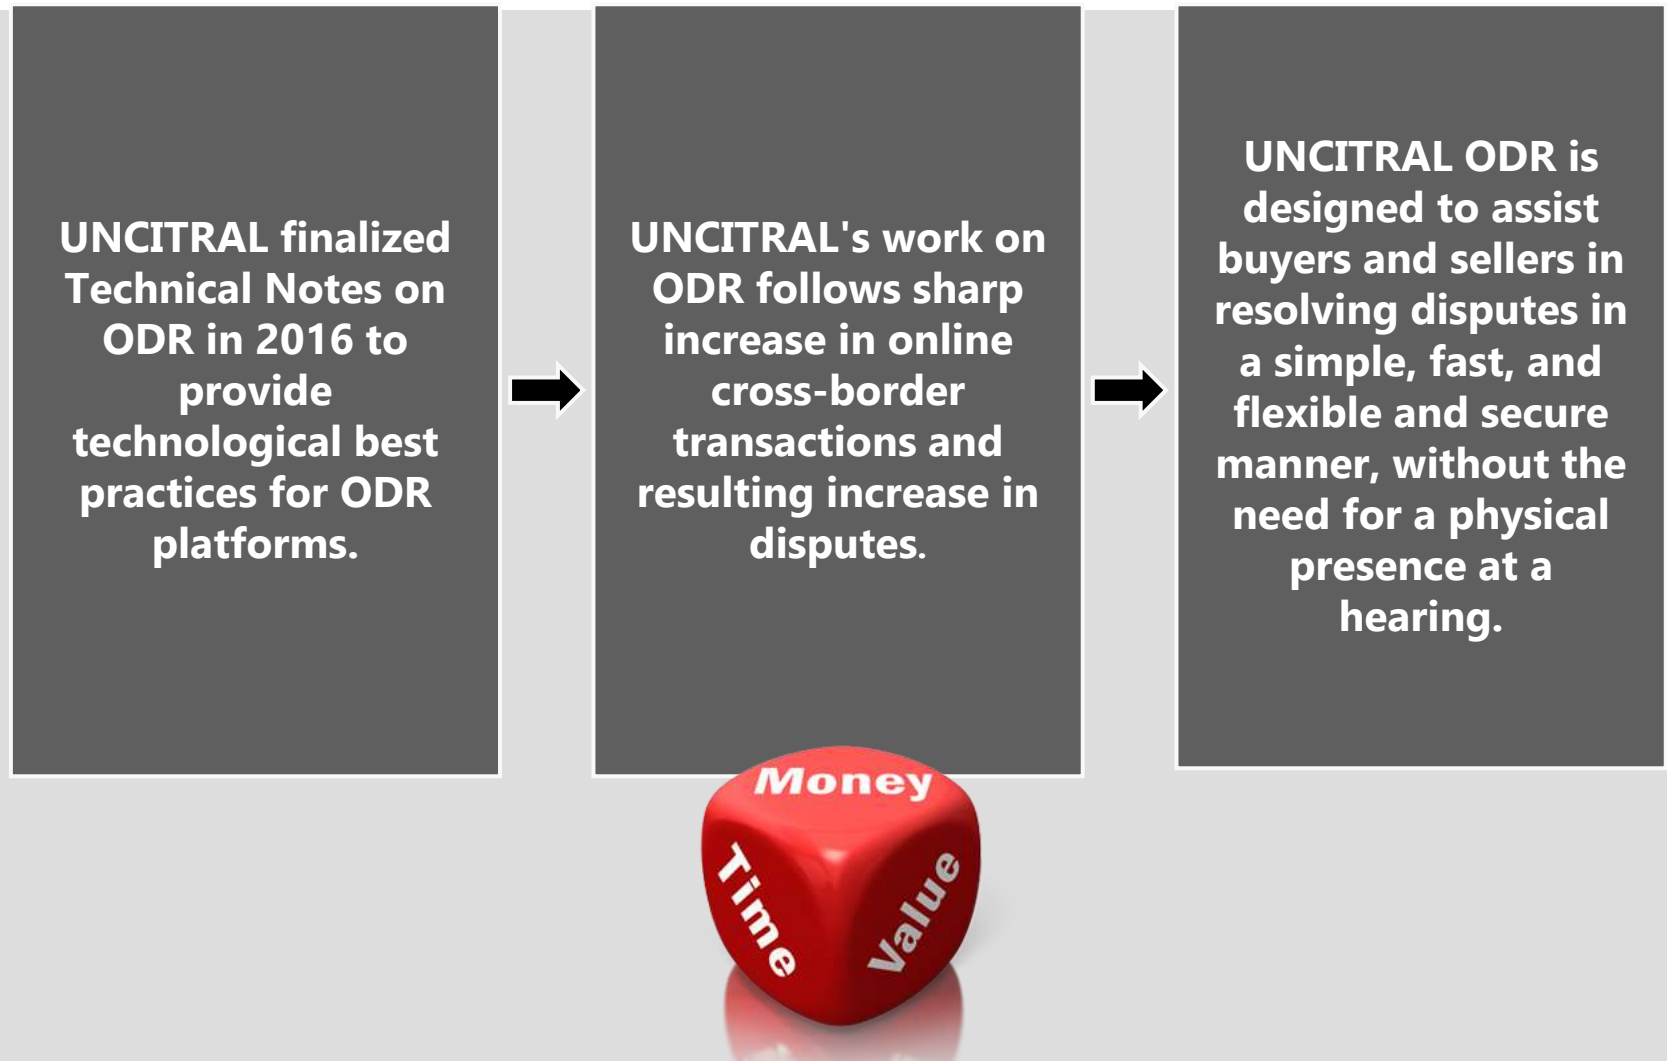 UNCITRAL finalized
Technical Notes on
ODR in 2016 to
provide
technological best
practices for ODR
platforms.
UNCITRAL's work on
ODR follows sharp
increase in online
cross-border
transactions and
resulting increase in
disputes.
UNCITRAL ODR is
designed to assist
buyers and sellers in
resolving disputes in
a simple, fast, and
flexible and secure
manner, without the
need for a physical
presence at a
hearing.
Money
Time
Value